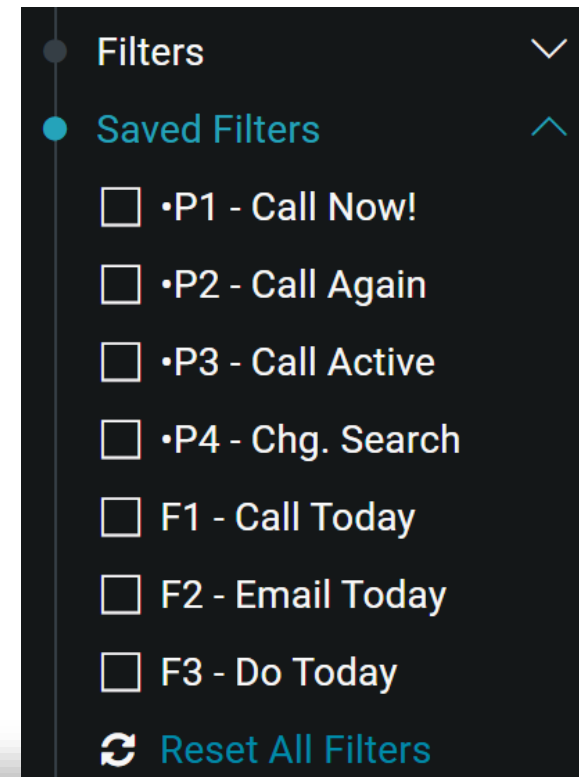 Filters
Saved Filters
•P1 - Call Now!
•P2 - Call Again
•P3 - Call Active
•P4 - Chg. Search
F1 - Call Today
F2 - Email Today
F3 - Do Today
Reset All Filters